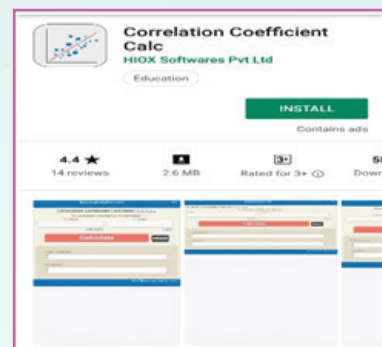 Correlation Coefficient
Calc
HIOX Softwares Pvt Ltd
Education
INSTALL
Contains ads
4.4 ★
14 reviews
2.6 MB
3+
Rated for 3+ ⓘ
Down
Calculate